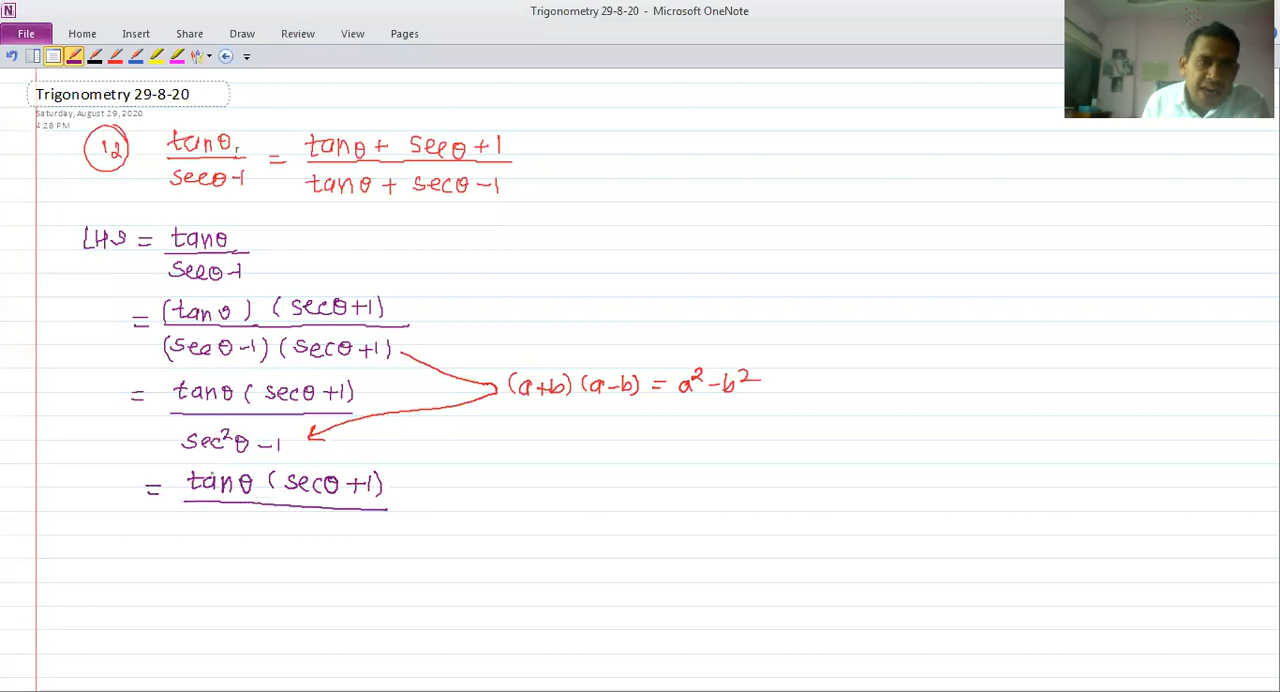 Trigonometry 29-8-20 - Microsoft OneNote
File Home Insert Share Draw Review View Pages
Trigonometry 29-8-20
Saturday, August 29, 2020
4:28 PM
12 tanθ / secθ-1 = tanθ + secθ +1 / tanθ + secθ -1
LHS = tanθ / secθ-1
= (tanθ) (secθ+1) / (secθ-1) (secθ+1)
= tanθ (secθ+1) / sec²θ -1
(a+b) (a-b) = a² - b²
= tanθ (secθ+1)